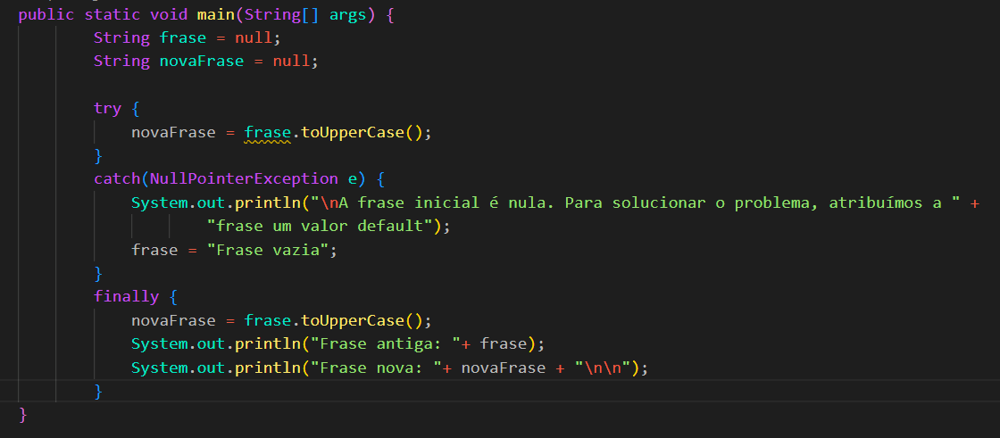 public static void main(String[] args) {
String frase = null;
String novaFrase = null;
try {
novaFrase = frase.toUpperCase();
}
catch(NullPointerException e) {
System.out.println("\nA frase inicial é nula. Para solucionar o problema, atribuímos a " +
"frase um valor default");
frase = "Frase vazia";
}
finally {
novaFrase = frase.toUpperCase();
System.out.println("Frase antiga: "+ frase);
System.out.println("Frase nova: "+ novaFrase + "\n\n");
}
}